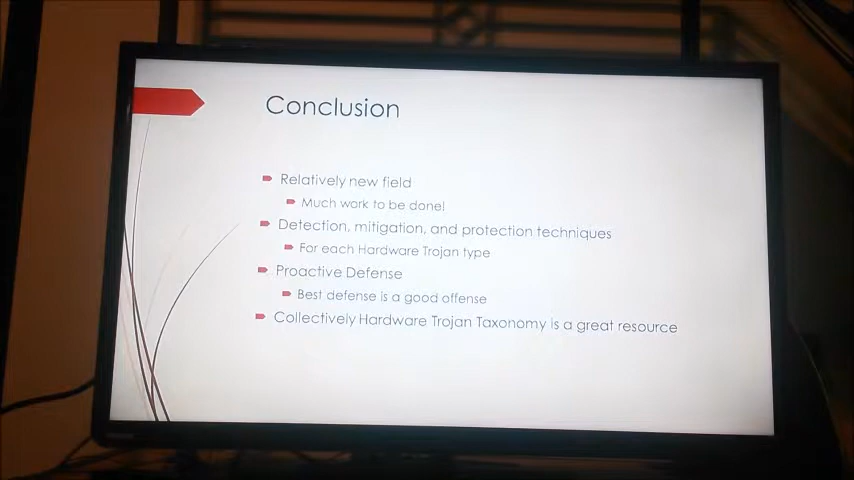 Conclusion
Relatively new field
Much work to be done!
Detection, mitigation, and protection techniques
For each Hardware Trojan type
Proactive Defense
Best defense is a good offense
Collectively Hardware Trojan Taxonomy is a great resource